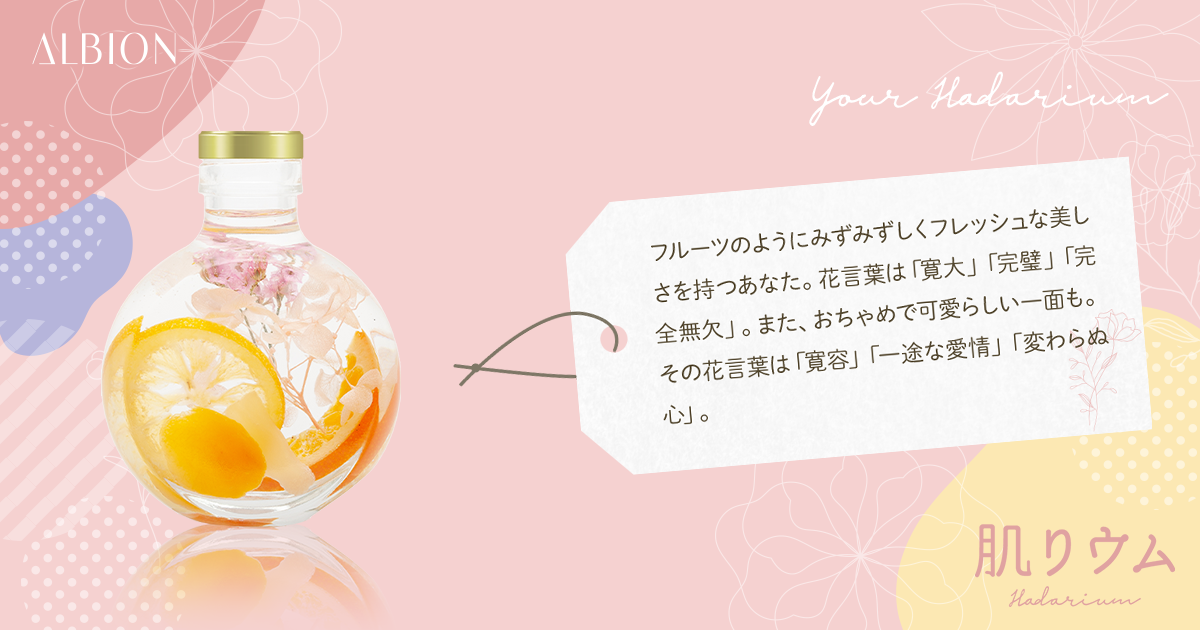 ALBION
Your Hadarium
フルーツのようにみずみずしくフレッシュな美し
さを持つあなた。花言葉は「寛大」「完璧」「完
全無欠」。また、おちゃめで可愛らしい一面も。
その花言葉は「寛容」「一途な愛情」「変わらぬ
心」。
肌りウム
Hadarium